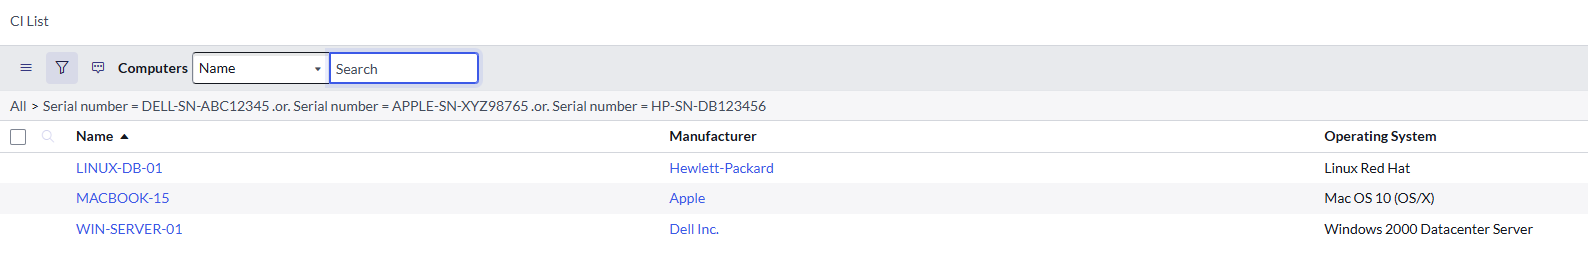 CI List
Computers Name Search
All > Serial number = DELL-SN-ABC12345 .or. Serial number = APPLE-SN-XYZ98765 .or. Serial number = HP-SN-DB123456
Name Manufacturer Operating System
LINUX-DB-01 Hewlett-Packard Linux Red Hat
MACBOOK-15 Apple Mac OS 10 (OS/X)
WIN-SERVER-01 Dell Inc. Windows 2000 Datacenter Server